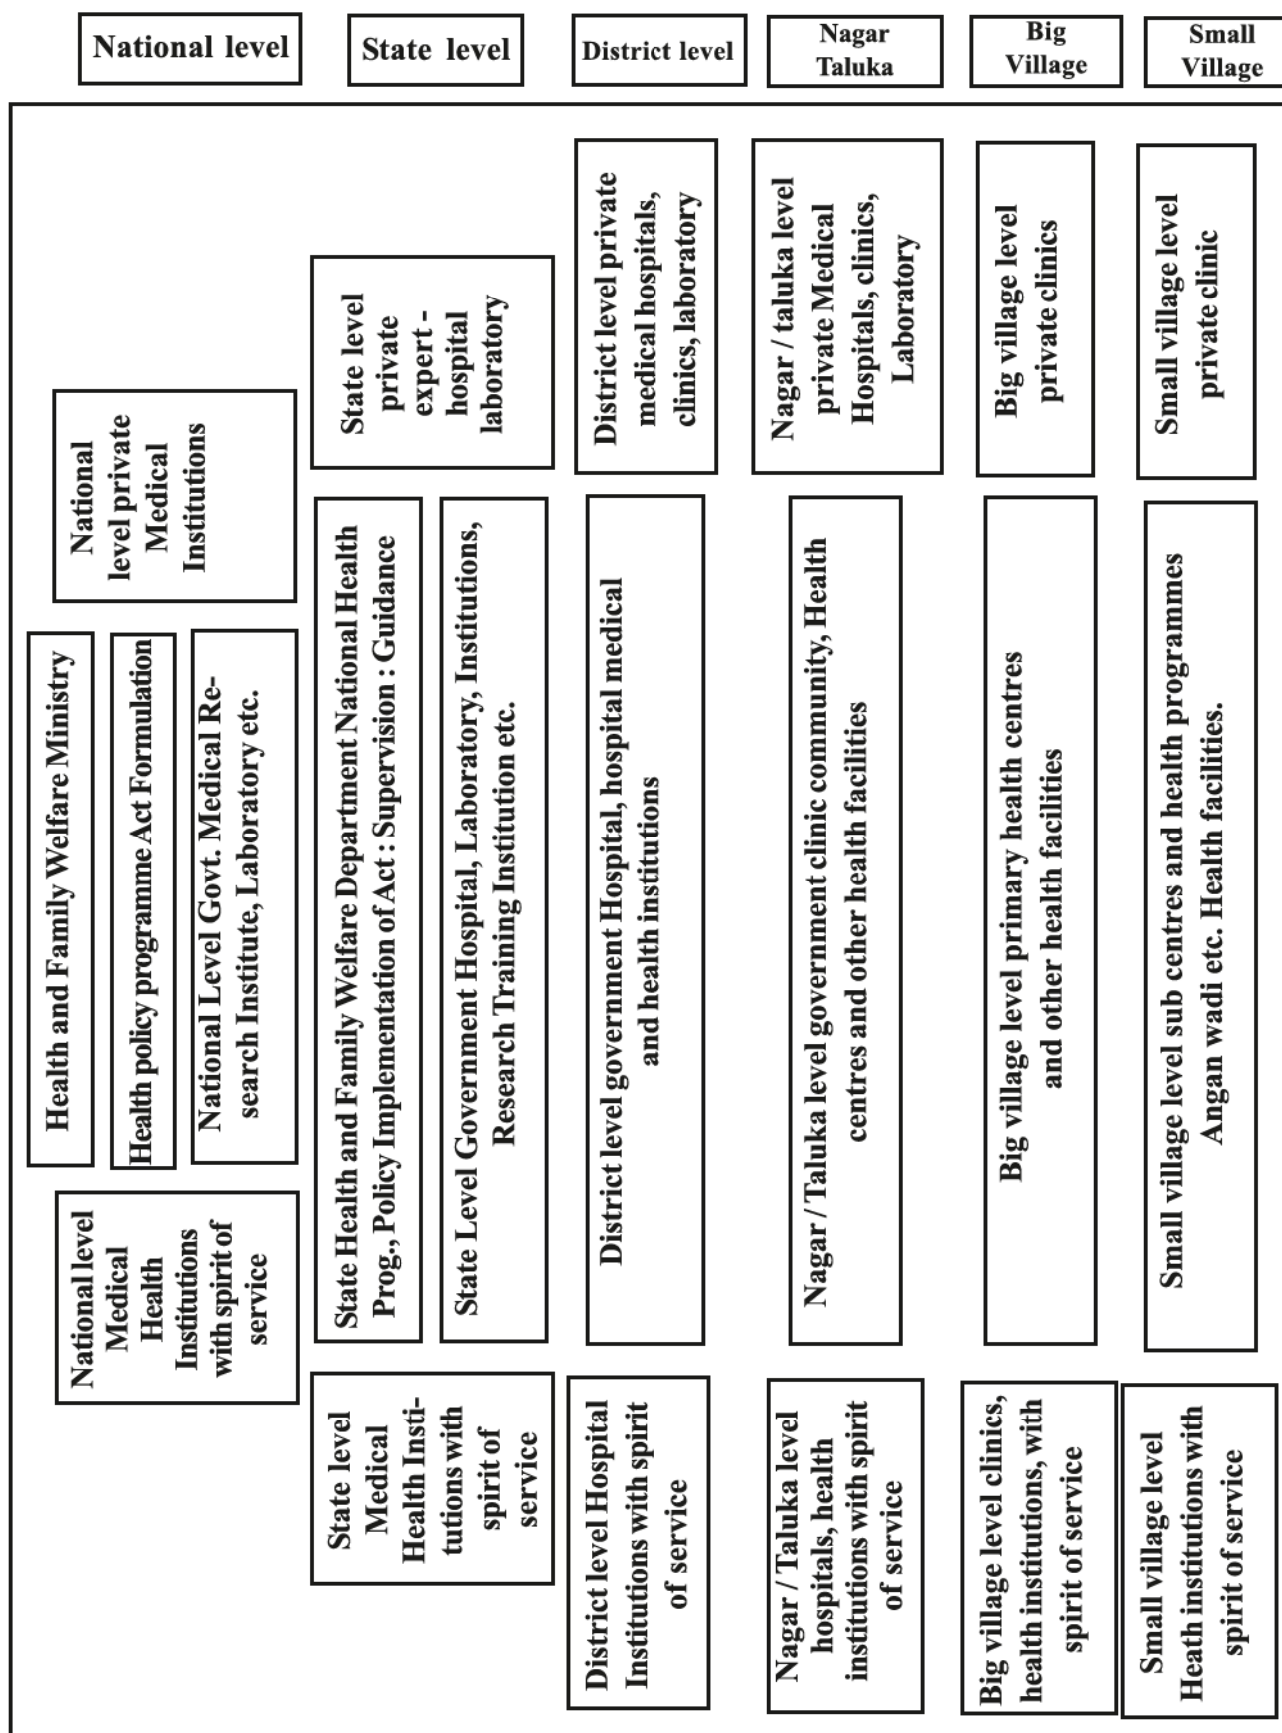 National level
State level
District level
Nagar
Taluka
Big
Village
Small
Village
National
level private
Medical
Institutions
Health and Family Welfare Ministry
Health policy programme Act Formulation
National Level Govt. Medical Re-
search Institute, Laboratory etc.
National level
Medical
Health
Institutions
with spirit of
service
State level
private
expert -
hospital
laboratory
State Health and Family Welfare Department National Health
Prog., Policy Implementation of Act : Supervision : Guidance
State Level Government Hospital, Laboratory, Institutions,
Research Training Institution etc.
State level
Medical
Health Insti-
tutions with
spirit of
service
District level private
medical hospitals,
clinics, laboratory
District level government Hospital, hospital medical
and health institutions
District level Hospital
Institutions with spirit
of service
Nagar / taluka level
private Medical
Hospitals, clinics,
Laboratory
Nagar / Taluka level government clinic community, Health
centres and other health facilities
Nagar / Taluka level
hospitals, health
institutions with spirit
of service
Big village level
private clinics
Big village level primary health centres
and other health facilities
Big village level clinics,
health institutions, with
spirit of service
Small village level
private clinic
Small village level sub centres and health programmes
Angan wadi etc. Health facilities.
Small village level
Heath institutions with
spirit of service